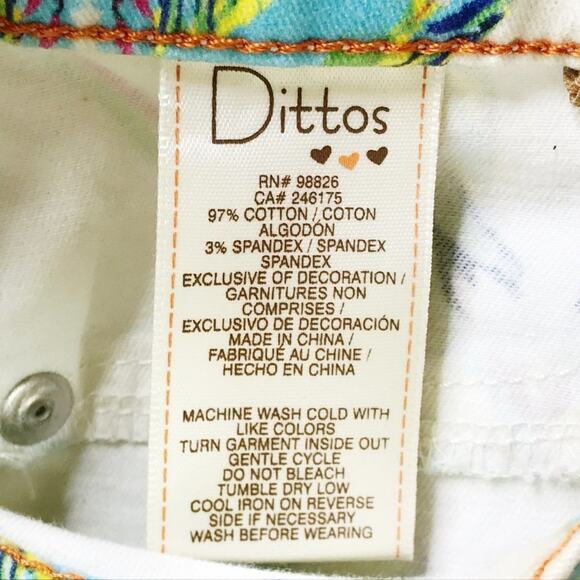 Dittos
RN# 98826
CA# 246175
97% COTTON / COTON
ALGODÓN
3% SPANDEX / SPANDEX
SPANDEX
EXCLUSIVE OF DECORATION /
GARNITURES NON
COMPRISES /
EXCLUSIVO DE DECORACIÓN
MADE IN CHINA /
FABRIQUÉ AU CHINE /
HECHO EN CHINA
MACHINE WASH COLD WITH
LIKE COLORS
TURN GARMENT INSIDE OUT
GENTLE CYCLE
DO NOT BLEACH
TUMBLE DRY LOW
COOL IRON ON REVERSE
SIDE IF NECESSARY
WASH BEFORE WEARING